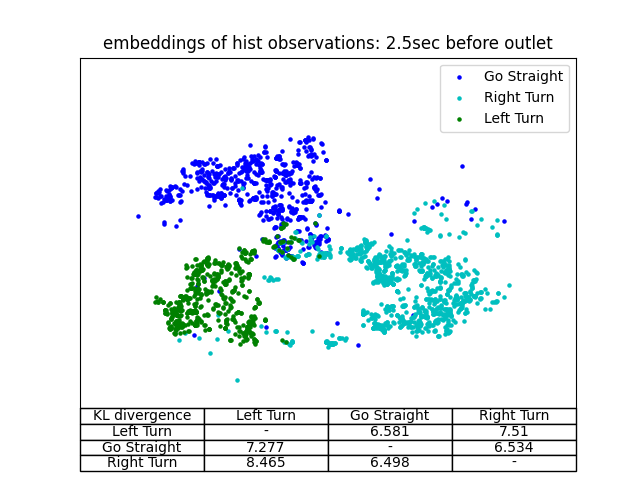 embeddings of hist observations: 2.5sec before outlet
Go Straight
Right Turn
Left Turn
KL divergence Left Turn Go Straight Right Turn
Left Turn - 6.581 7.51
Go Straight 7.277 - 6.534
Right Turn 8.465 6.498 -